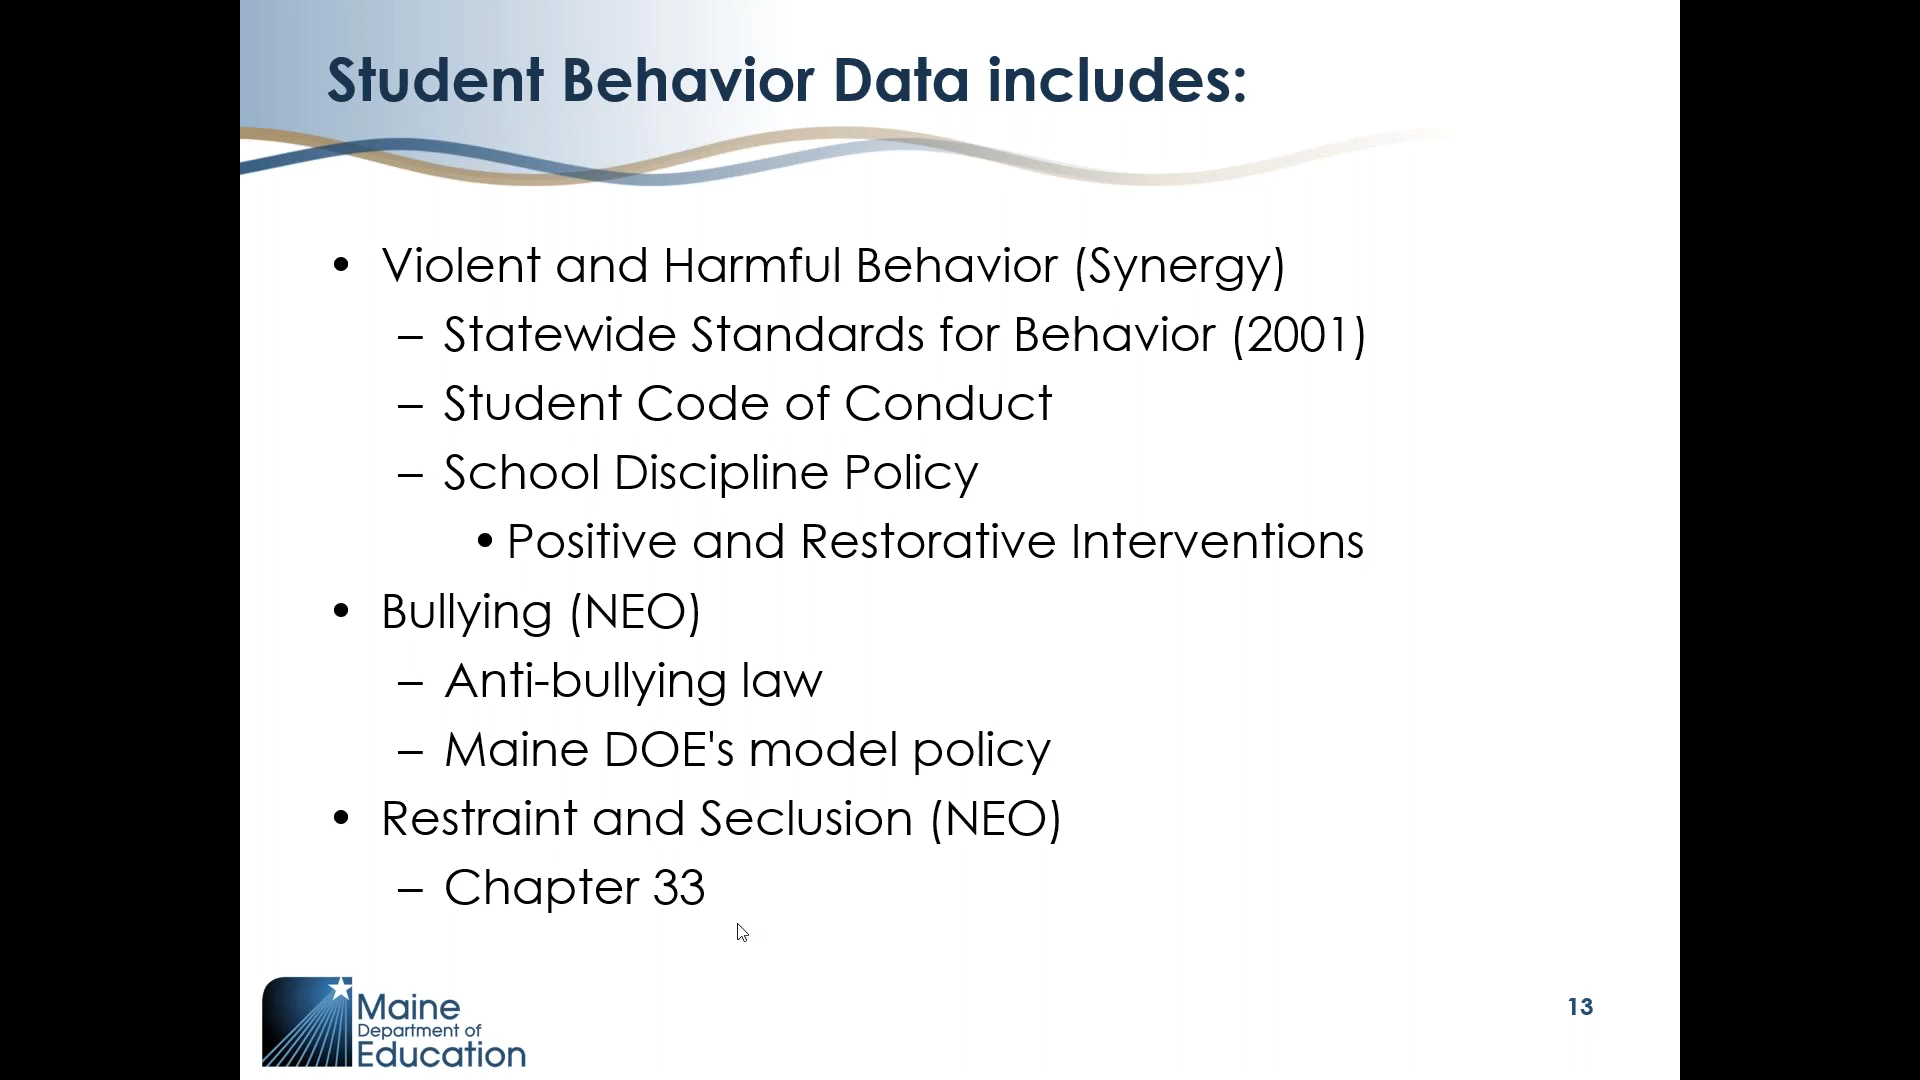 Student Behavior Data includes:
• Violent and Harmful Behavior (Synergy)
– Statewide Standards for Behavior (2001)
– Student Code of Conduct
– School Discipline Policy
• Positive and Restorative Interventions
• Bullying (NEO)
– Anti-bullying law
– Maine DOE's model policy
• Restraint and Seclusion (NEO)
– Chapter 33
Maine
Department of
Education
13